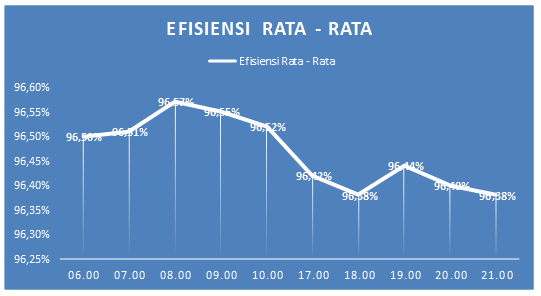 EFISIENSI RATA - RATA
Efisiensi Rata - Rata
96,60%
96,55%
96,50%
96,45%
96,40%
96,35%
96,30%
96,25%
96,50% 96,51% 96,57% 96,55% 96,52% 96,42% 96,38% 96,44% 96,40% 96,38%
06.00 07.00 08.00 09.00 10.00 17.00 18.00 19.00 20.00 21.00